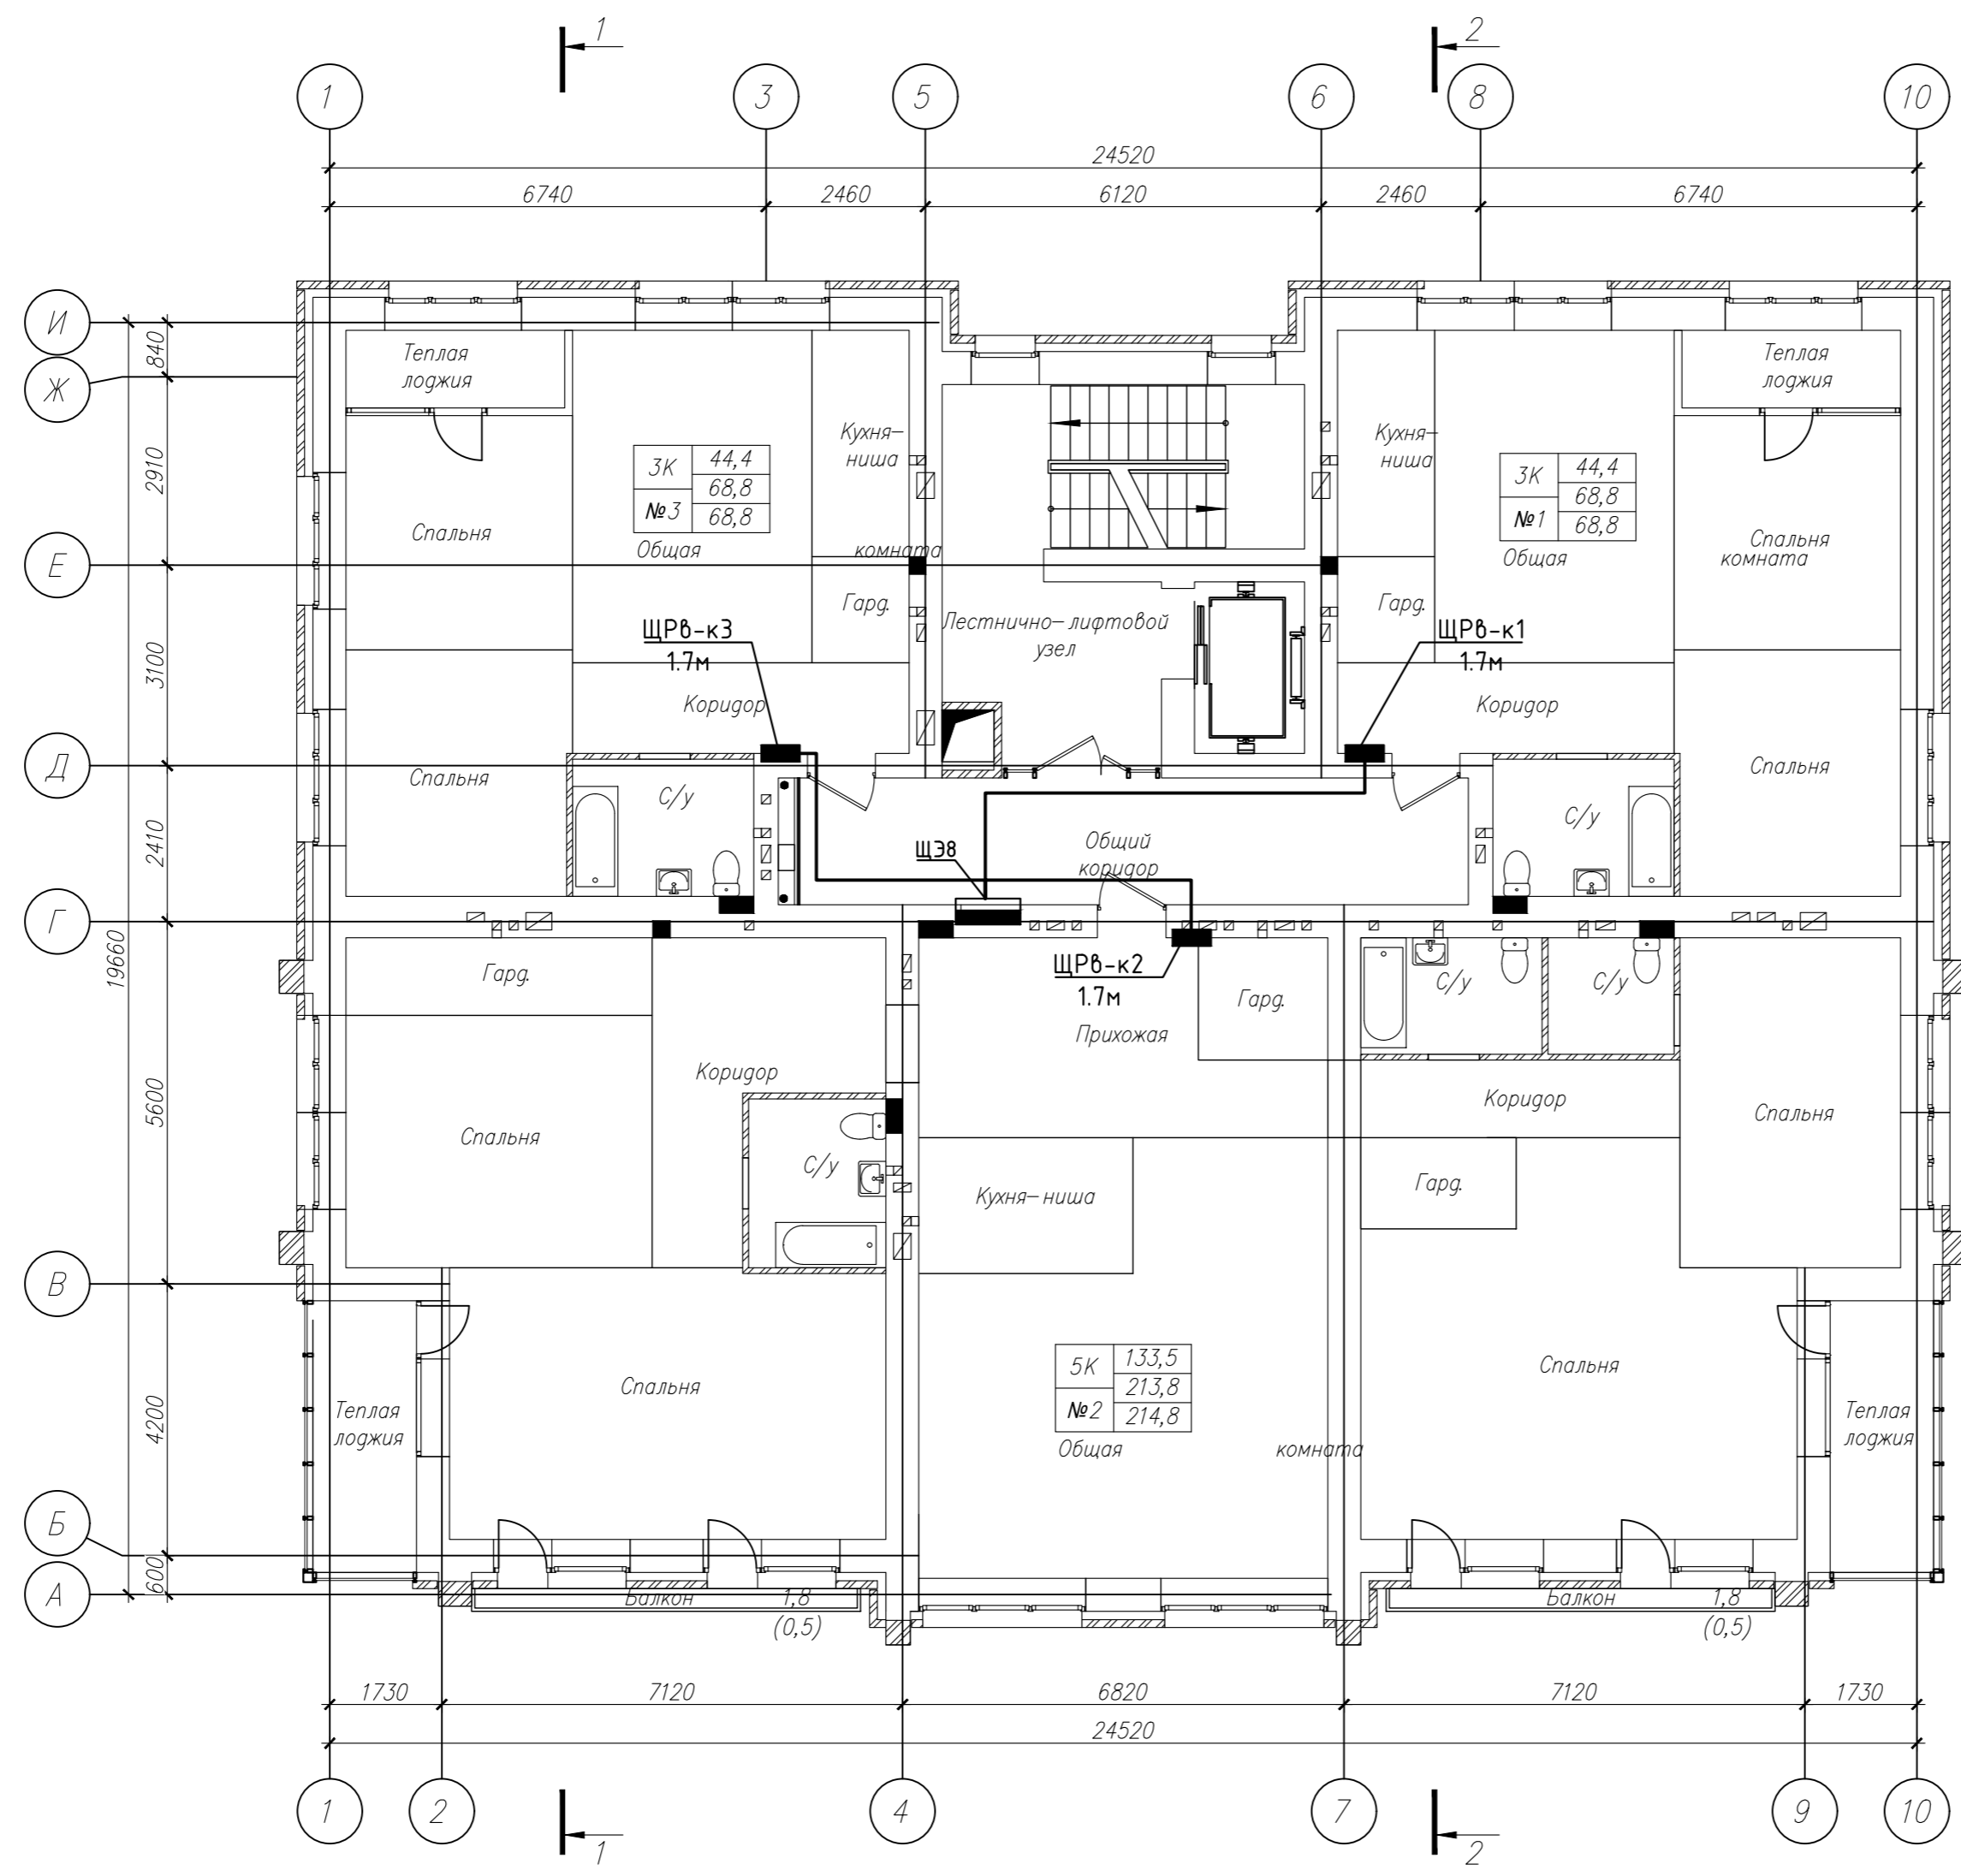 1
2
1
3
5
6
8
10
24520
6740
2460
6120
2460
6740
И
Ж
Е
Д
Г
В
Б
А
840
2910
3100
2410
5600
4200
600
19660
Теплая
лоджия
Теплая
лоджия
Кухня-
ниша
Кухня-
ниша
3К
44,4
68,8
№3
68,8
3К
44,4
68,8
№1
68,8
Спальня
Общая
комната
Общая
Спальня
комната
Гард.
Гард.
Лестнично-лифтовой
узел
ЩРв-к3
1.7м
ЩРв-к1
1.7м
Коридор
Коридор
Спальня
Спальня
С/у
С/у
Общий
коридор
ЩЭ8
ЩРв-к2
1.7м
Гард.
Гард.
С/у
С/у
Прихожая
Коридор
Коридор
Спальня
Спальня
С/у
Кухня-ниша
Гард.
Спальня
Спальня
5К
133,5
213,8
№2
214,8
Общая
комната
Теплая
лоджия
Теплая
лоджия
Балкон
1,8
(0,5)
Балкон
1,8
(0,5)
1730
7120
6820
7120
1730
24520
1
2
4
7
9
10
1
2